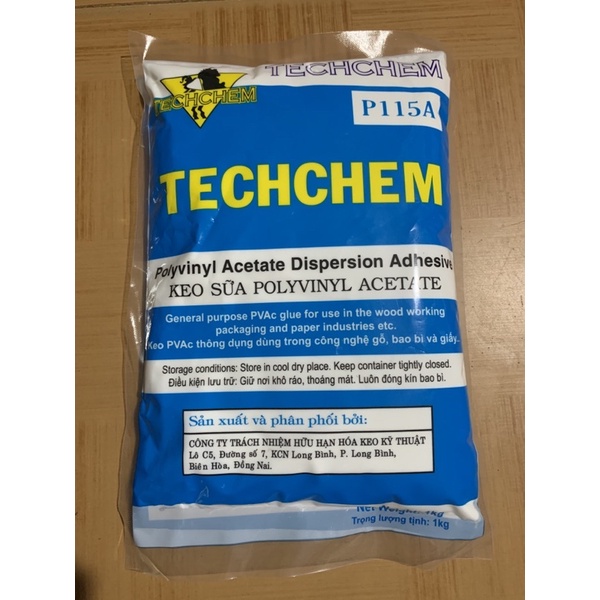 TECHCHEM
TECHCHEM
P115A
TECHCHEM
Polyvinyl Acetate Dispersion Adhesive
KEO SỮA POLYVINYL ACETATE
General purpose PVAc glue for use in the wood working
packaging and paper industries etc.
Keo PVAc thông dụng dùng trong công nghệ gỗ, bao bì và giấy..
Storage conditions: Store in cool dry place. Keep container tightly closed.
Điều kiện lưu trữ: Giữ nơi khô ráo, thoáng mát. Luôn đóng kín bao bì.
Sản xuất và phân phối bởi:
CÔNG TY TRÁCH NHIỆM HỮU HẠN HÓA KEO KỸ THUẬT
Lô C5, Đường số 7, KCN Long Bình, P. Long Bình,
Biên Hòa, Đồng Nai.
Net Weight: 1kg
Trọng lượng tịnh: 1kg